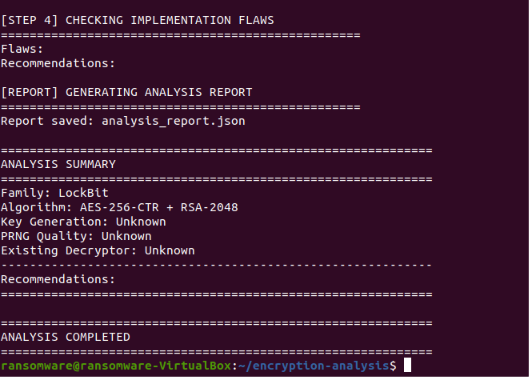 [STEP 4] CHECKING IMPLEMENTATION FLAWS
==================================================
Flaws:
Recommendations:
[REPORT] GENERATING ANALYSIS REPORT
==================================================
Report saved: analysis_report.json
============================================================
ANALYSIS SUMMARY
============================================================
Family: LockBit
Algorithm: AES-256-CTR + RSA-2048
Key Generation: Unknown
PRNG Quality: Unknown
Existing Decryptor: Unknown
------------------------------------------------------------
Recommendations:
============================================================
============================================================
ANALYSIS COMPLETED
============================================================
ransomware@ransomware-VirtualBox:~/encryption-analysis$